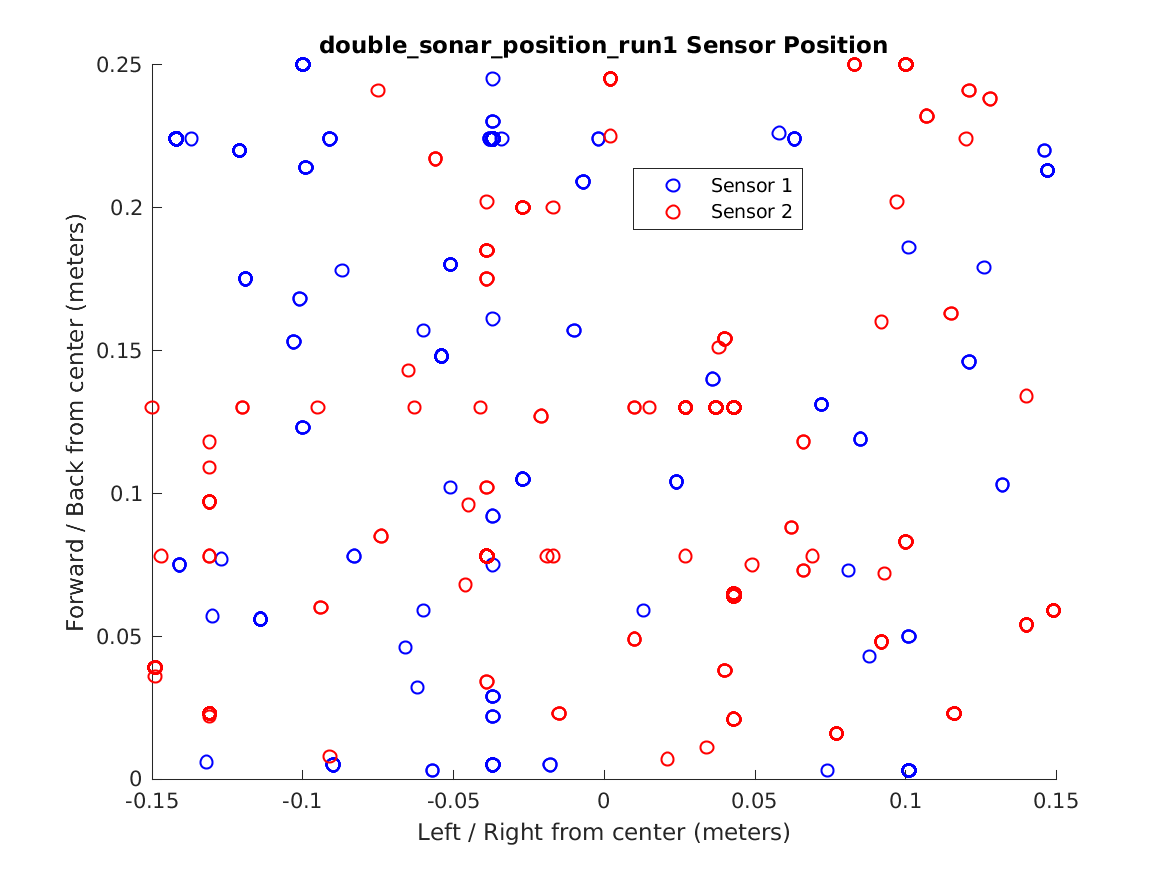 double_sonar_position_run1 Sensor Position
Forward / Back from center (meters)
0.25
0.2
0.15
0.1
0.05
0
Sensor 1
Sensor 2
-0.15
-0.1
-0.05
0
0.05
0.1
0.15
Left / Right from center (meters)